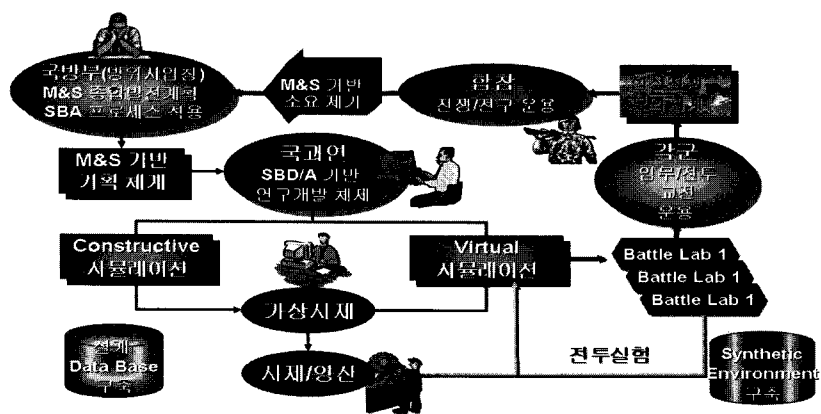 국방부(방위사업청)
M&S 종합발전계획
SBA 프로세스 적용
M&S 기반
소요 제기
합참
전쟁/전구 운용
M&S 기반
기획 체계
국과연
SBD/A 기반
연구개발 체제
각군
임무/전투
교전
운용
Constructive
시뮬레이션
Virtual
시뮬레이션
Battle Lab 1
Battle Lab 1
Battle Lab 1
가상시제
Data Base
구축
시제/양산
전투실험
Synthetic
Environment
구축